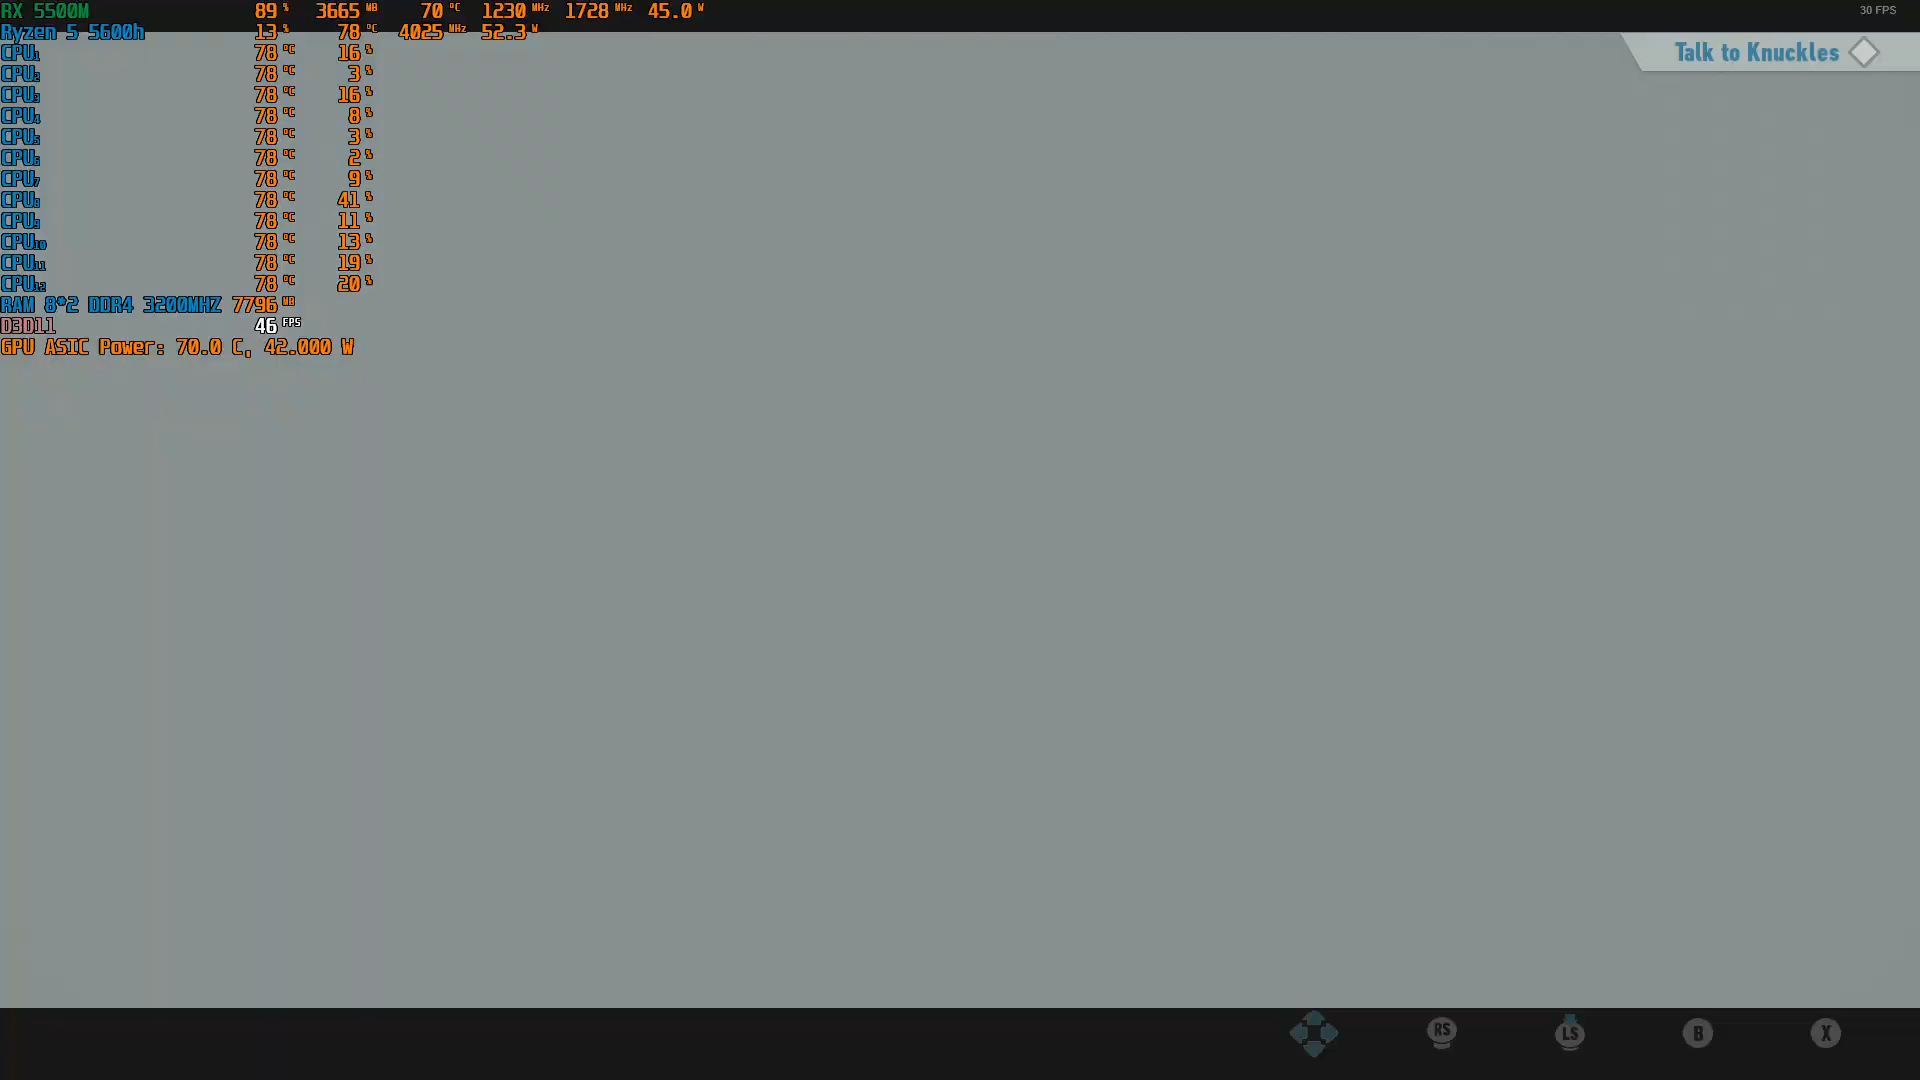 RX 5500M 89 % 3665 MB 70 °C 1230 MHz 1728 MHz 45.0 W
30 FPS
Ryzen 5 5600h 13 % 78 °C 4025 MHz 52.3 W
Talk to Knuckles
CPU1 78 °C 16 %
CPU2 78 °C 3 %
CPU3 78 °C 16 %
CPU4 78 °C 8 %
CPU5 78 °C 3 %
CPU6 78 °C 2 %
CPU7 78 °C 9 %
CPU8 78 °C 41 %
CPU9 78 °C 11 %
CPU10 78 °C 13 %
CPU11 78 °C 19 %
CPU12 78 °C 20 %
RAM 8*2 DDR4 3200MHZ 7796 MB
D3D11 46 FPS
GPU ASIC Power: 70.0 C, 42.000 W
RS LS B X